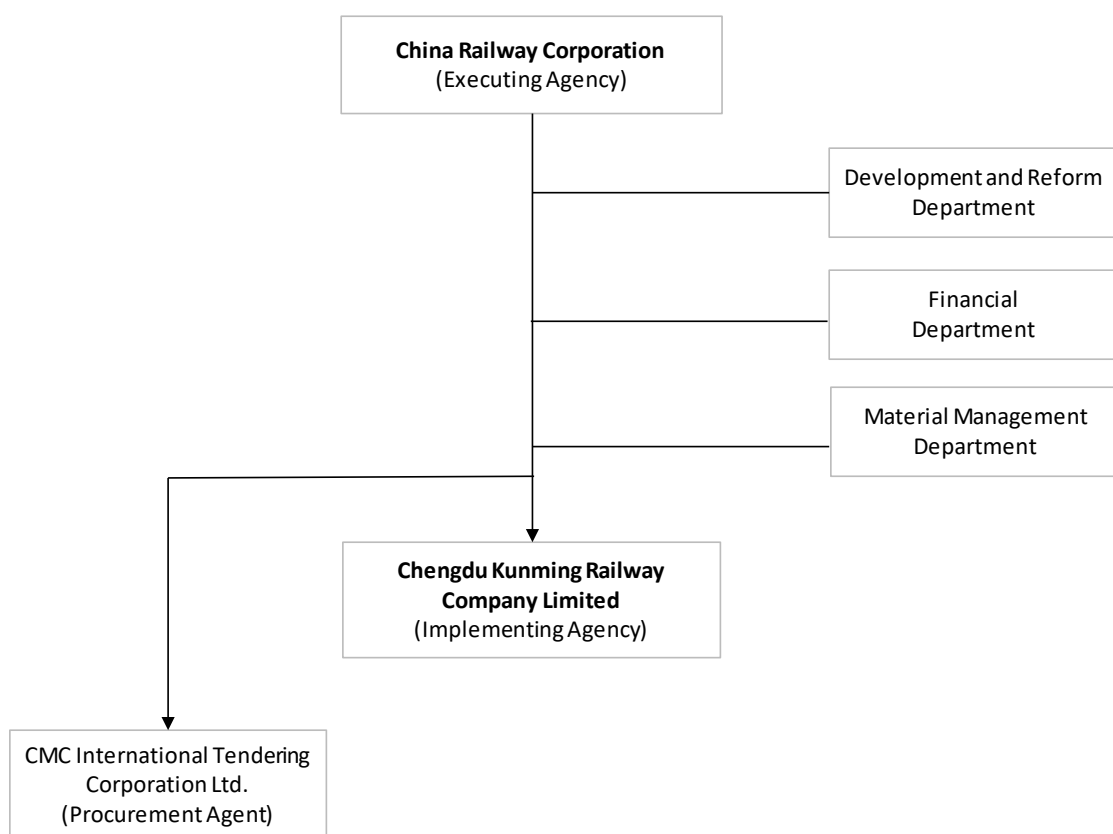 China Railway Corporation
(Executing Agency)
Development and Reform
Department
Financial
Department
Material Management
Department
Chengdu Kunming Railway
Company Limited
(Implementing Agency)
CMC International Tendering
Corporation Ltd.
(Procurement Agent)